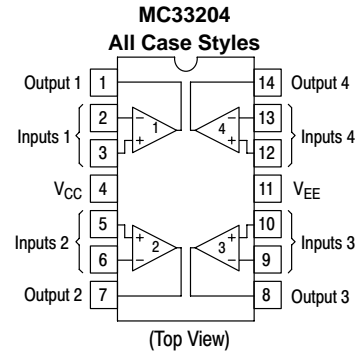 MC33204
All Case Styles
Output 1 1 14 Output 4
2 − − 13
Inputs 1 1 4 Inputs 4
3 + + 12
VCC 4 11 VEE
5 + + 10
Inputs 2 2 3 Inputs 3
6 − − 9
Output 2 7 8 Output 3
(Top View)